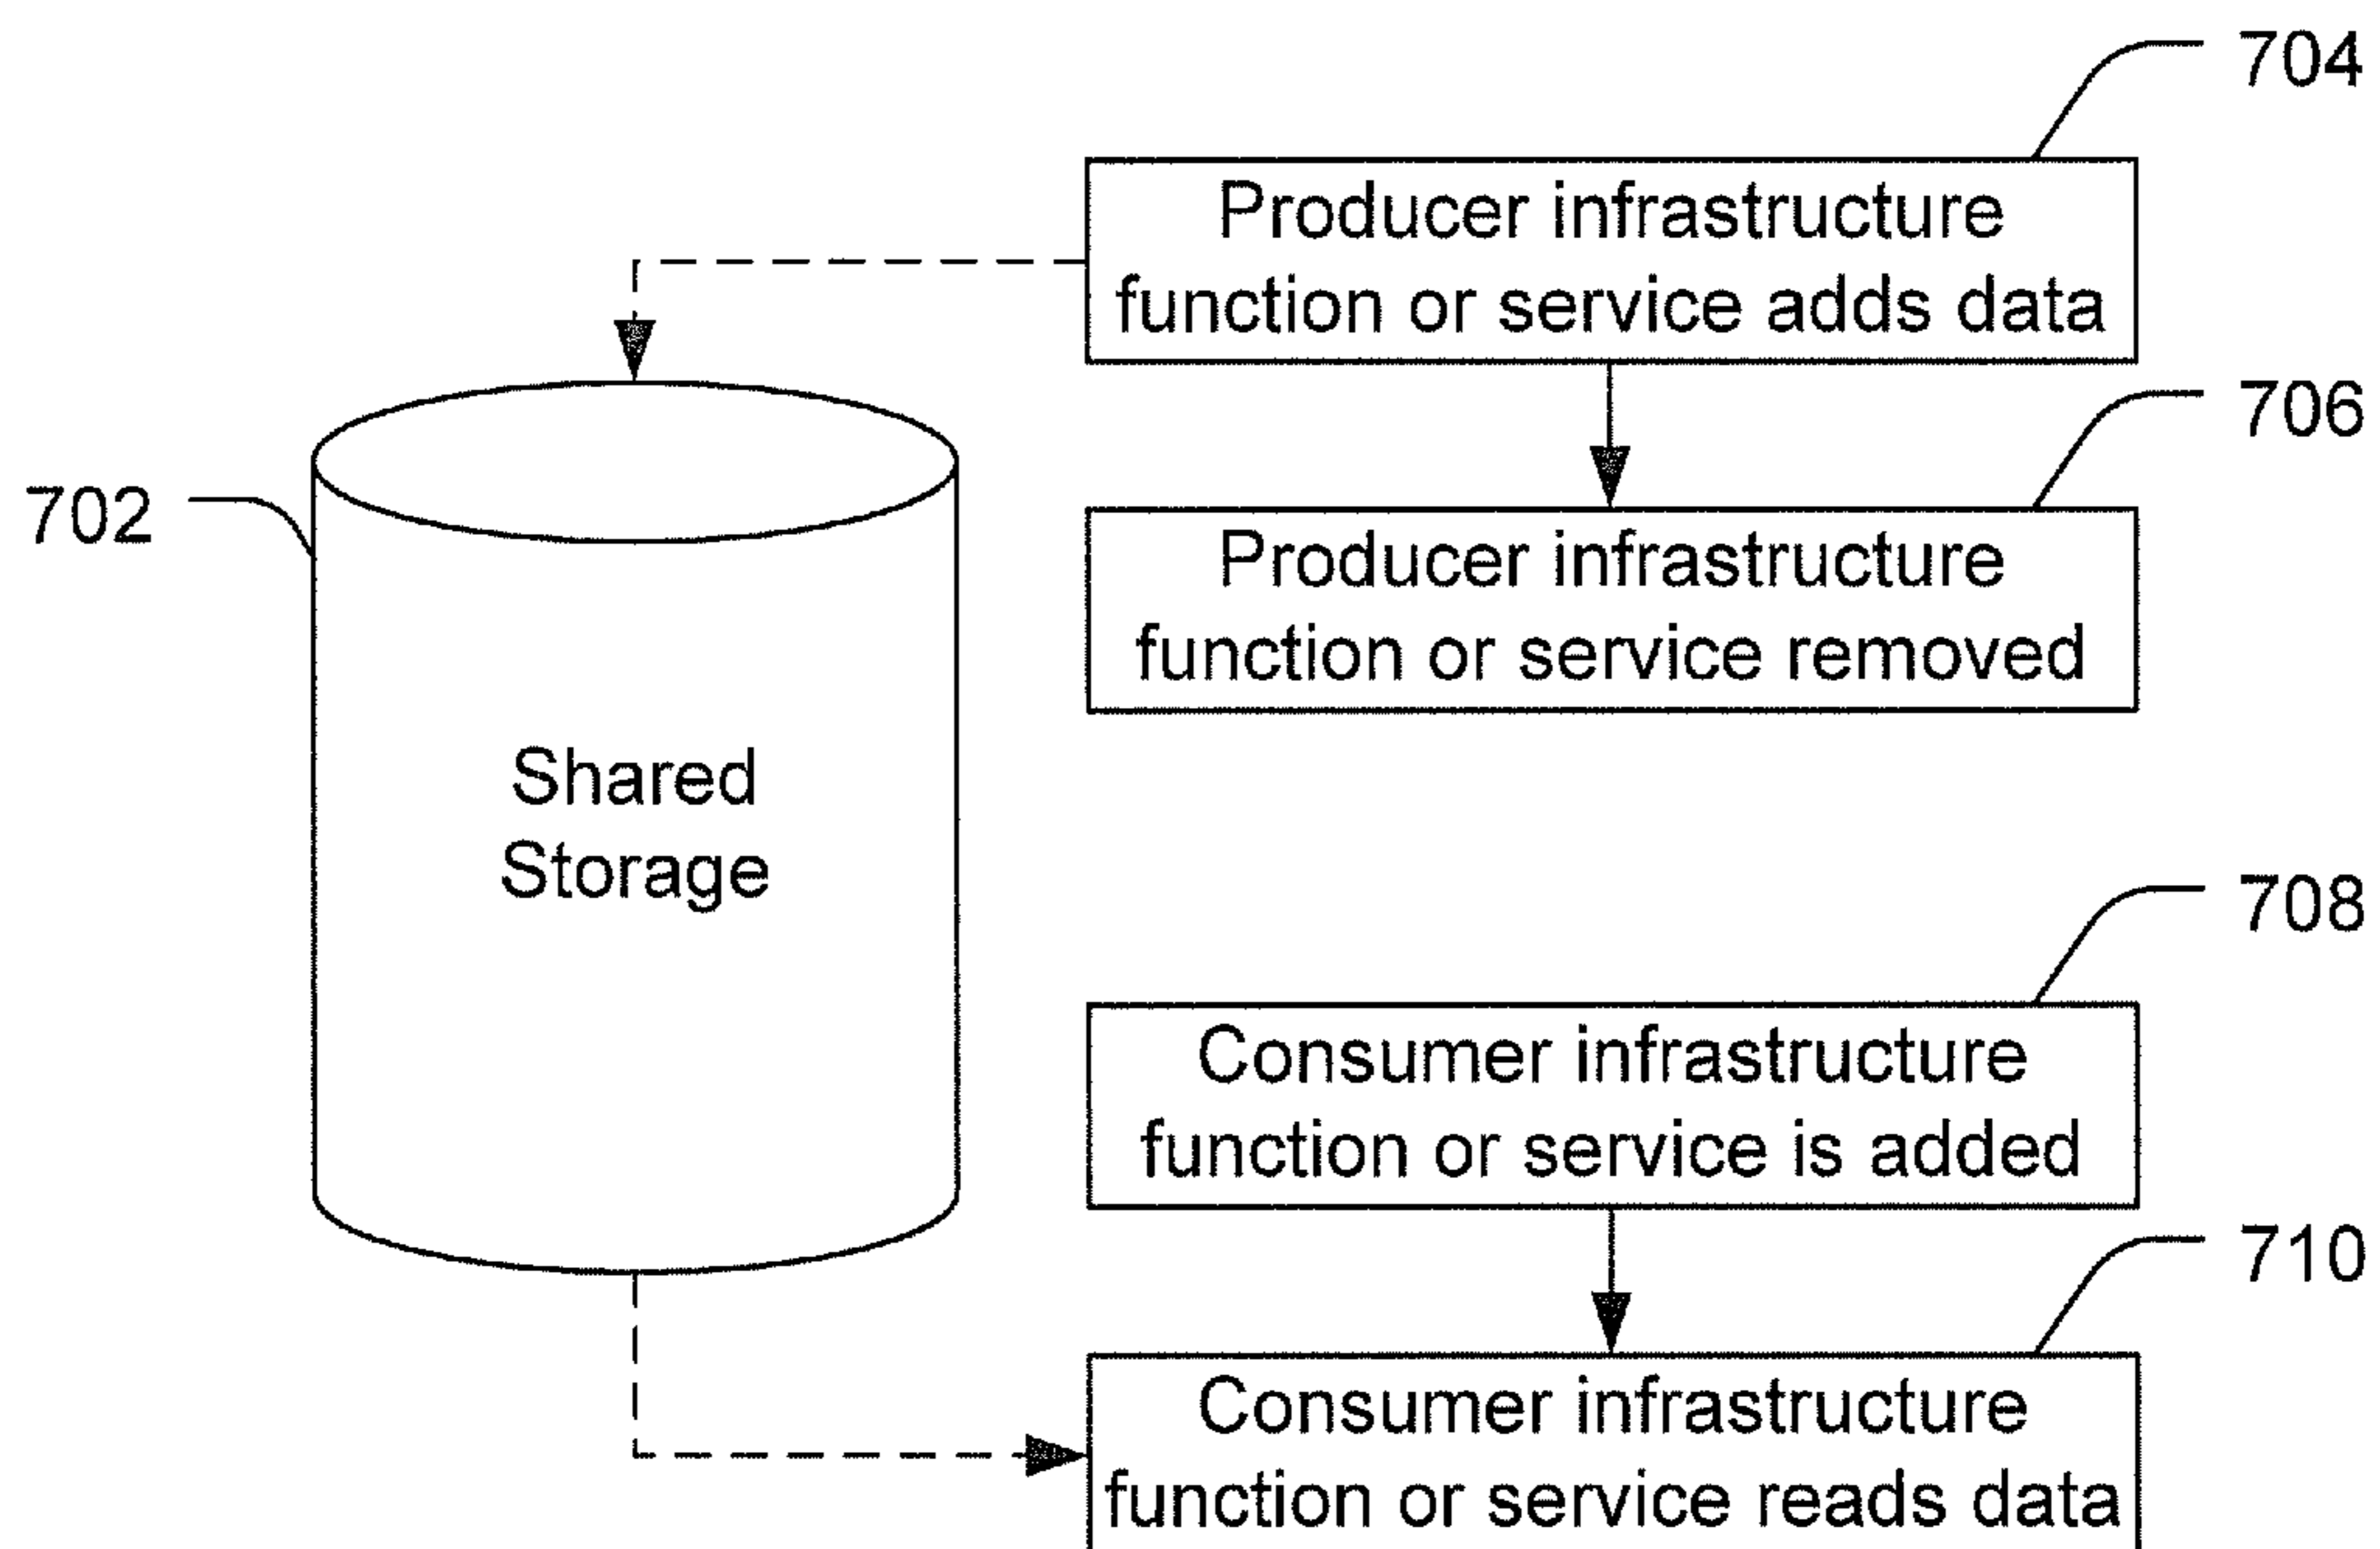 704
Producer infrastructure
function or service adds data
706
702
Producer infrastructure
function or service removed
Shared
Storage
708
Consumer infrastructure
function or service is added
710
Consumer infrastructure
function or service reads data